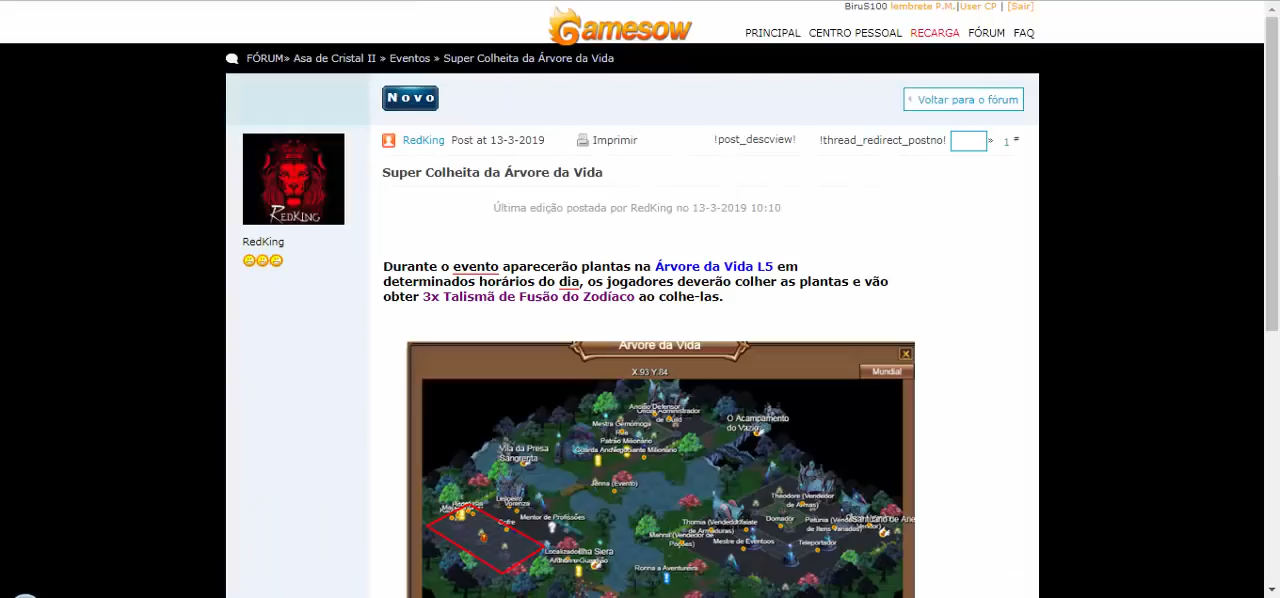 BiruS100 lembrete P.M.|User CP | [Sair]
Gamesow
PRINCIPAL CENTRO PESSOAL RECARGA FÓRUM FAQ
FÓRUM» Asa de Cristal II » Eventos » Super Colheita da Árvore da Vida
Novo
Voltar para o fórum
RedKing Post at 13-3-2019 Imprimir !post_descview! !thread_redirect_postno! » 1 #
Super Colheita da Árvore da Vida
REDKING
Última edição postada por RedKing no 13-3-2019 10:10
RedKing
Durante o evento aparecerão plantas na Árvore da Vida L5 em
determinados horários do dia, os jogadores deverão colher as plantas e vão
obter 3x Talismã de Fusão do Zodíaco ao colhe-las.
Árvore da Vida
X:93 Y:84
Mundial
O Acampamento
do Vazio
Patrão Milionário
Vila da Presa
Sangrenta
Jenna (Evento)
Mentor de Profissões
Theodore (Vendedor
de Armas)
Domador
Mestre de Eventos
Teleportador
Ronna a Aventureira